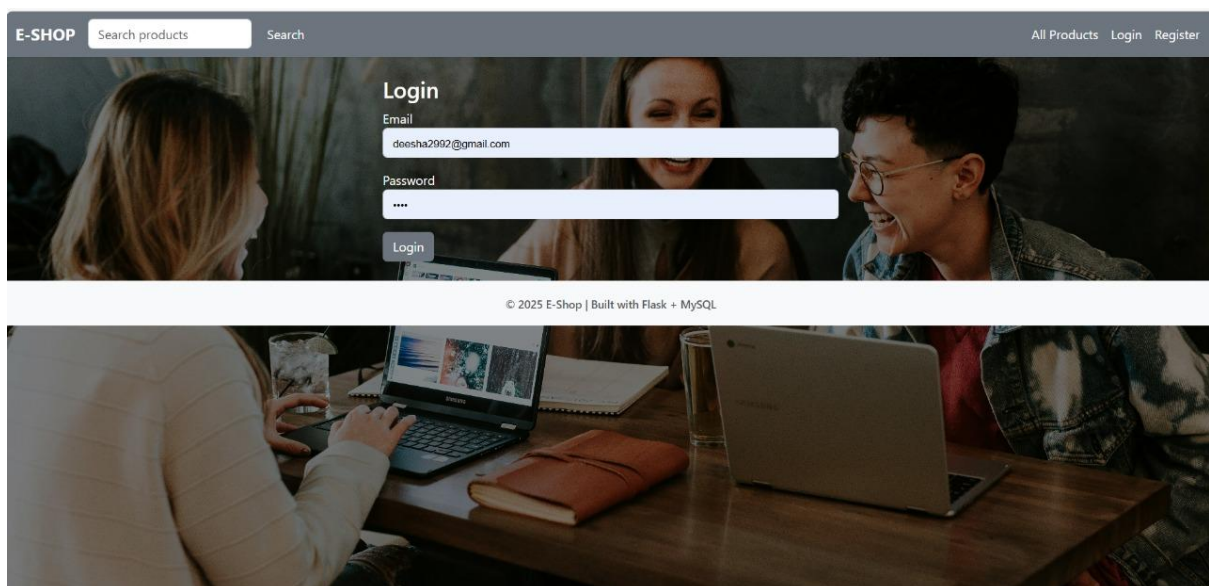 E-SHOP Search products Search All Products Login Register
Login
Email
deesha2992@gmail.com
Password
••••
Login
© 2025 E-Shop | Built with Flask + MySQL